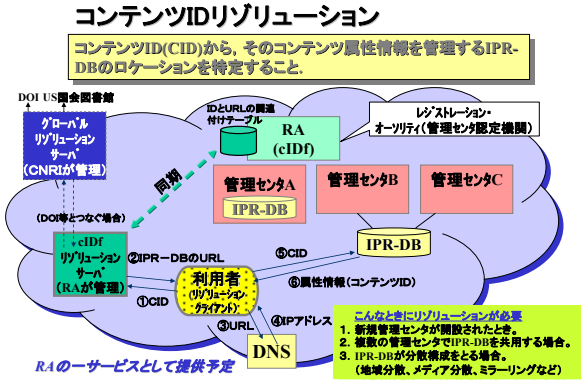 コンテンツIDリゾリューション
コンテンツID(CID)から，そのコンテンツ属性情報を管理するIPR-
DBのロケーションを特定すること．
DOI US国会図書館
グローバル
リゾリューション
サーバ
(CNRIが管理)
IDとURLの関連
付けテーブル
RA
(cIDf)
レジストレーション・
オーソリティ(管理センタ認定機関)
同期
管理センタA
IPR-DB
管理センタB
管理センタC
IPR-DB
(DOI等とつなぐ場合)
cIDf
リゾリューション
サーバ
(RAが管理)
②IPR－DBのURL
①CID
利用者
(リゾリューション
クライアント)
⑤CID
⑥属性情報(コンテンツID)
③URL
④IPアドレス
DNS
RAの一サービスとして提供予定
こんなときにリゾリューションが必要
1. 新規管理センタが開設されたとき。
2. 複数の管理センタでIPR-DBを共用する場合。
3. IPR-DBが分散構成をとる場合。
(地域分散、メディア分散、ミラーリングなど)